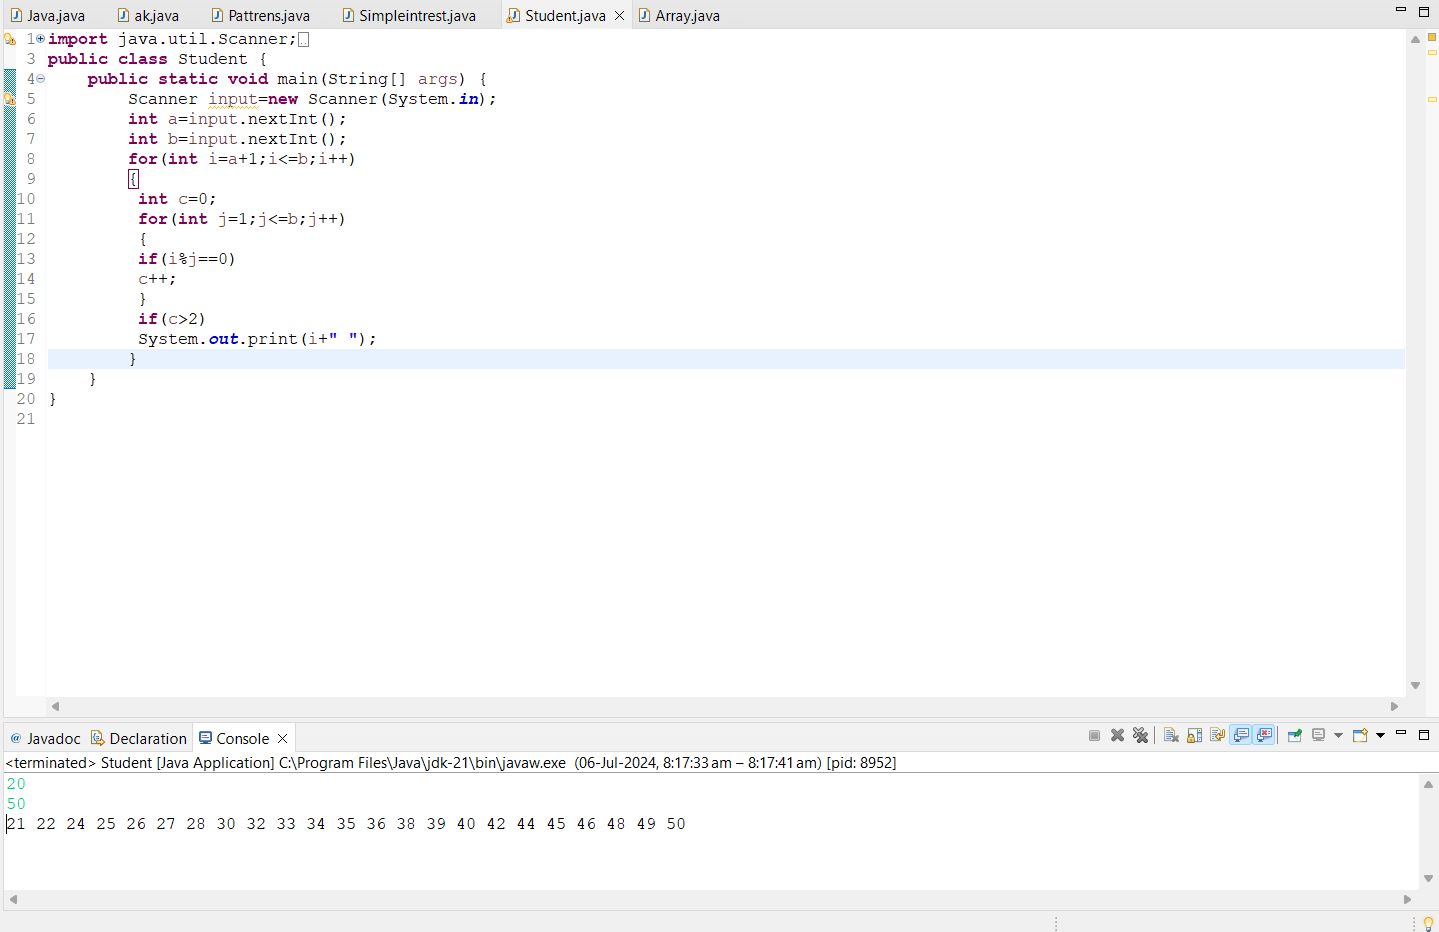 Java.java ak.java Pattrens.java Simpleintrest.java Student.java Array.java
1 import java.util.Scanner;
3 public class Student {
4 public static void main(String[] args) {
5 Scanner input=new Scanner(System.in);
6 int a=input.nextInt();
7 int b=input.nextInt();
8 for(int i=a+1;i<=b;i++)
9 {
10 int c=0;
11 for(int j=1;j<=b;j++)
12 {
13 if(i%j==0)
14 c++;
15 }
16 if(c>2)
17 System.out.print(i+" ");
18 }
19 }
20 }
21
@ Javadoc Declaration Console
<terminated> Student [Java Application] C:\Program Files\Java\jdk-21\bin\javaw.exe (06-Jul-2024, 8:17:33 am – 8:17:41 am) [pid: 8952]
20
50
21 22 24 25 26 27 28 30 32 33 34 35 36 38 39 40 42 44 45 46 48 49 50